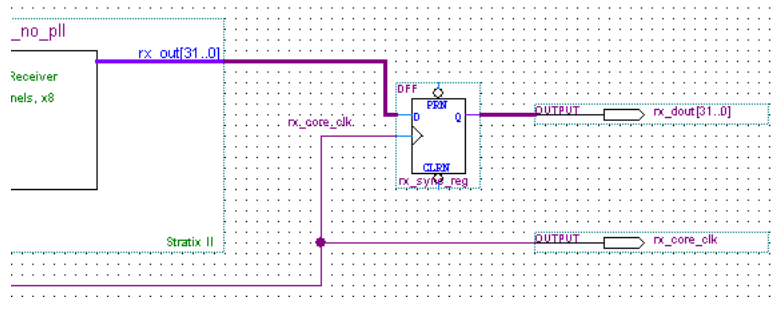 _no_pll
rx_out[31..0]
Receiver
nels, x8
DFF
PRN
D
Q
OUTPUT
rx_dout[31..0]
rx_core_clk
CLRN
rx_sync_reg
Stratix II
OUTPUT
rx_core_clk